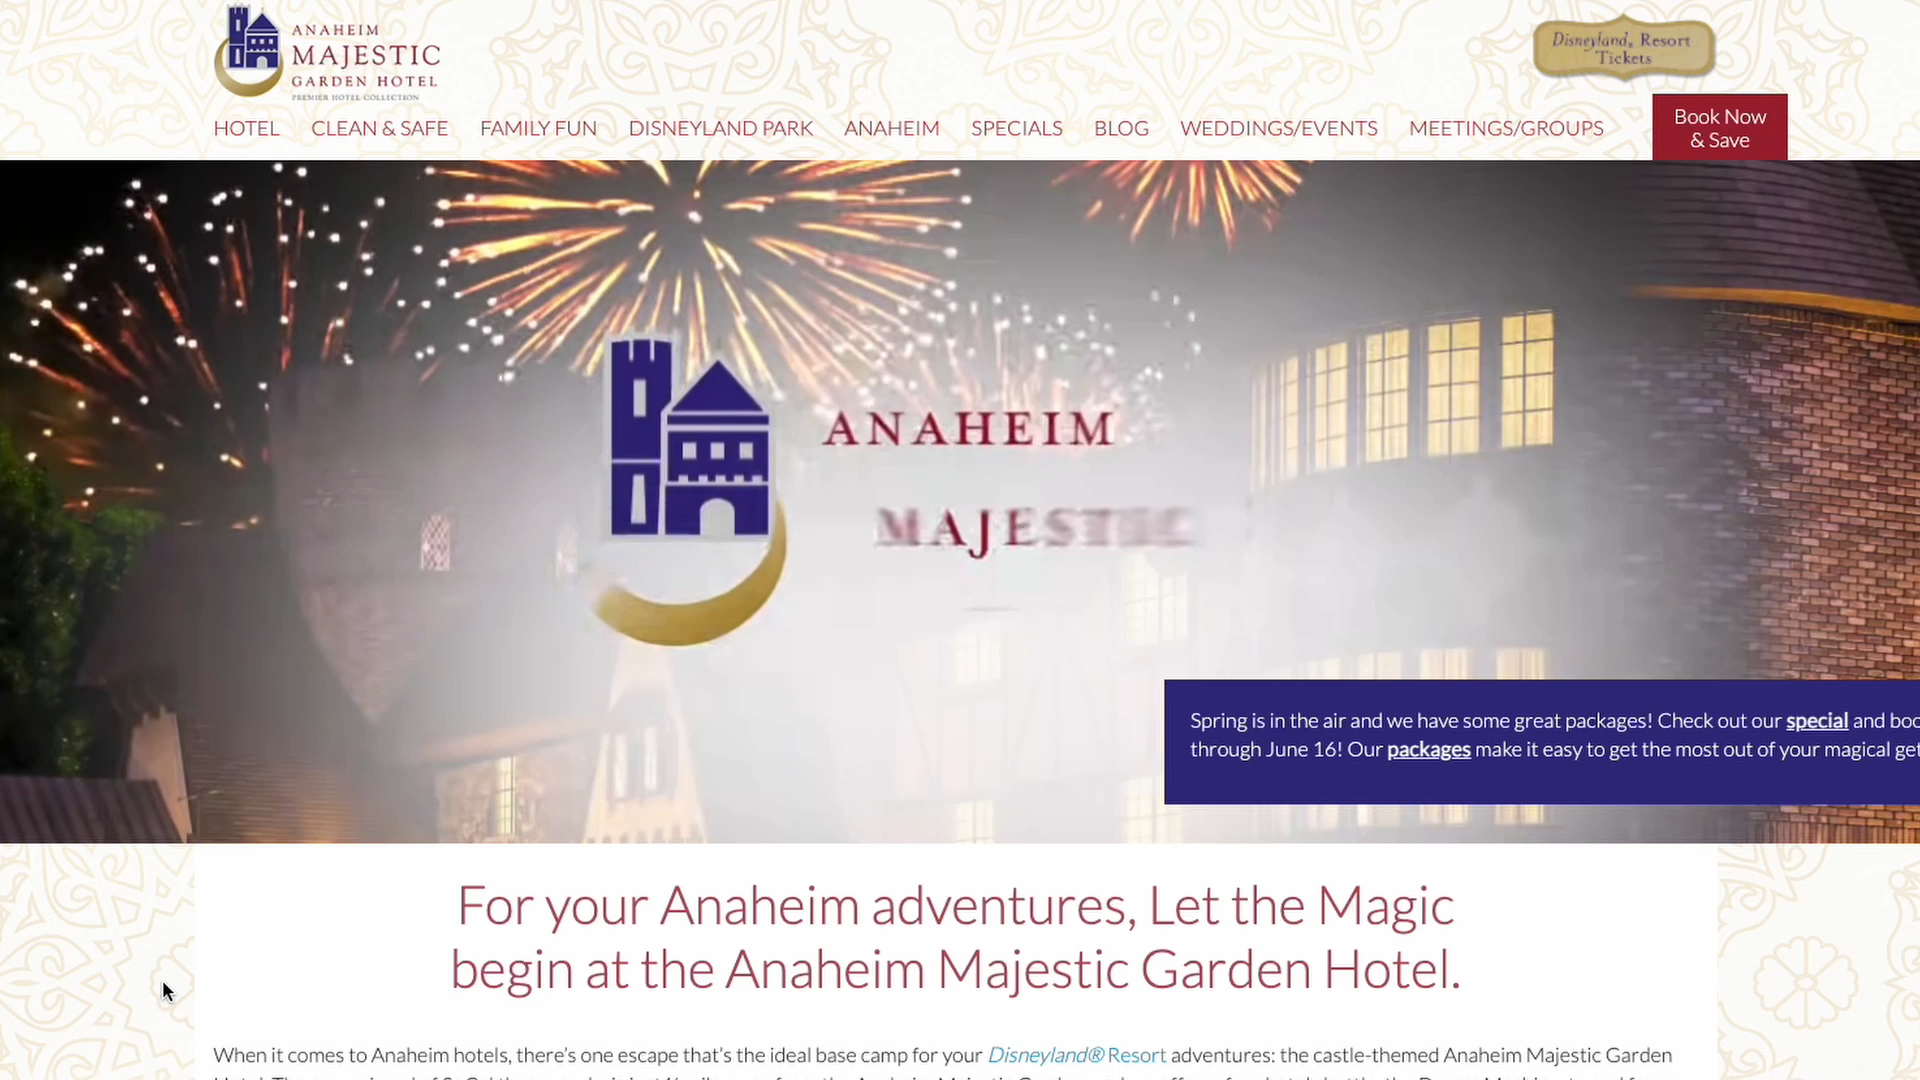 ANAHEIM
MAJESTIC
GARDEN HOTEL
PREMIER HOTEL COLLECTION
Disneyland® Resort
Tickets
HOTEL CLEAN & SAFE FAMILY FUN DISNEYLAND PARK ANAHEIM SPECIALS BLOG WEDDINGS/EVENTS MEETINGS/GROUPS
Book Now
& Save
ANAHEIM
MAJESTIC
Spring is in the air and we have some great packages! Check out our special and boo
through June 16! Our packages make it easy to get the most out of your magical get
For your Anaheim adventures, Let the Magic
begin at the Anaheim Majestic Garden Hotel.
When it comes to Anaheim hotels, there's one escape that's the ideal base camp for your Disneyland® Resort adventures: the castle-themed Anaheim Majestic Garden